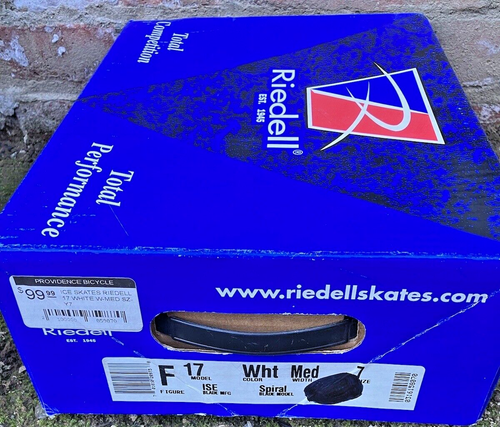 Total
Competition
Riedell®
EST. 1945
R
Total
Performance
PROVIDENCE BICYCLE
$99.99
ICE SKATES RIEDELL
17 WHITE W-MED SZ-
Y7
www.riedellskates.com
Riedell
EST. 1945
F 17 Wht Med 7
MODEL COLOR WIDTH
FIGURE ISE Spiral
BLADE MFG BLADE MODEL